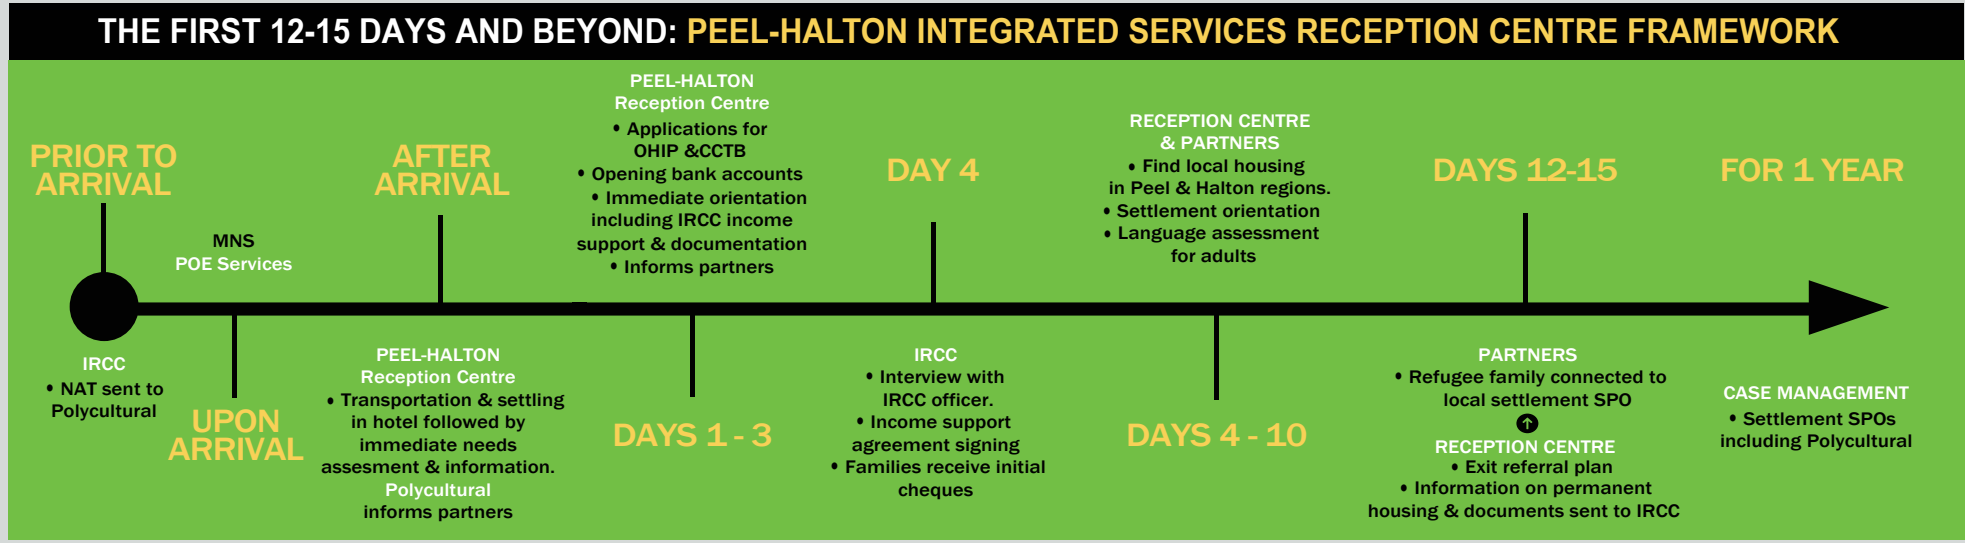 THE FIRST 12-15 DAYS AND BEYOND: PEEL-HALTON INTEGRATED SERVICES RECEPTION CENTRE FRAMEWORK
PRIOR TO
ARRIVAL
IRCC
• NAT sent to
Polycultural
MNS
POE Services
UPON
ARRIVAL
AFTER
ARRIVAL
PEEL-HALTON
Reception Centre
• Transportation & settling
in hotel followed by
immediate needs
assesment & information.
Polycultural
informs partners
PEEL-HALTON
Reception Centre
• Applications for
OHIP &CCTB
• Opening bank accounts
• Immediate orientation
including IRCC income
support & documentation
• Informs partners
DAYS 1 - 3
DAY 4
IRCC
• Interview with
IRCC officer.
• Income support
agreement signing
• Families receive initial
cheques
RECEPTION CENTRE
& PARTNERS
• Find local housing
in Peel & Halton regions.
• Settlement orientation
• Language assessment
for adults
DAYS 4 - 10
DAYS 12-15
PARTNERS
• Refugee family connected to
local settlement SPO
RECEPTION CENTRE
• Exit referral plan
• Information on permanent
housing & documents sent to IRCC
FOR 1 YEAR
CASE MANAGEMENT
• Settlement SPOs
including Polycultural